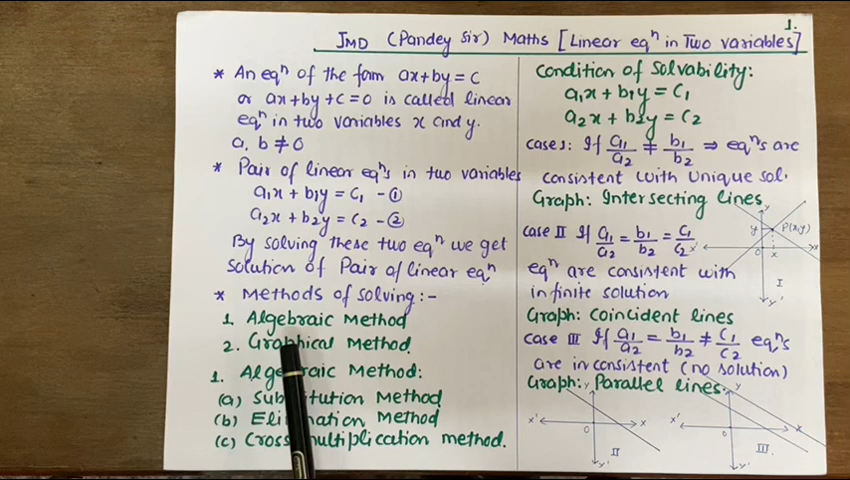 1.
JMD (Pandey Sir) Maths [Linear eqⁿ in Two variables]
* An eqⁿ of the form ax+by=c
or ax+by+c=0 is called linear
eqⁿ in two variables x and y.
a, b ≠ 0
* Pair of linear eqⁿs in two variables
a₁x + b₁y = c₁ - ①
a₂x + b₂y = c₂ - ②
By solving these two eqⁿ we get
solution of Pair of linear eqⁿ
* Methods of solving:-
1. Algebraic Method
2. Graphical Method.
1. Algebraic Method:
(a) Substitution Method
(b) Elimination Method
(c) Cross multiplication method.
Condition of Solvability:
a₁x + b₁y = c₁
a₂x + b₂y = c₂
case1: If a₁/a₂ ≠ b₁/b₂ ⇒ eqⁿs are
consistent with unique sol.
Graph: Intersecting lines
case II If a₁/a₂ = b₁/b₂ = c₁/c₂
eqⁿ are consistent with
infinite solution
Graph: Coincident lines
case III If a₁/a₂ = b₁/b₂ ≠ c₁/c₂ eqⁿs
are in consistent (no solution)
Graph: Parallel lines.
y
y P(x,y)
x' O x x
I
y'
y
x' O x
II
y'
y
x' O x
III.
y'